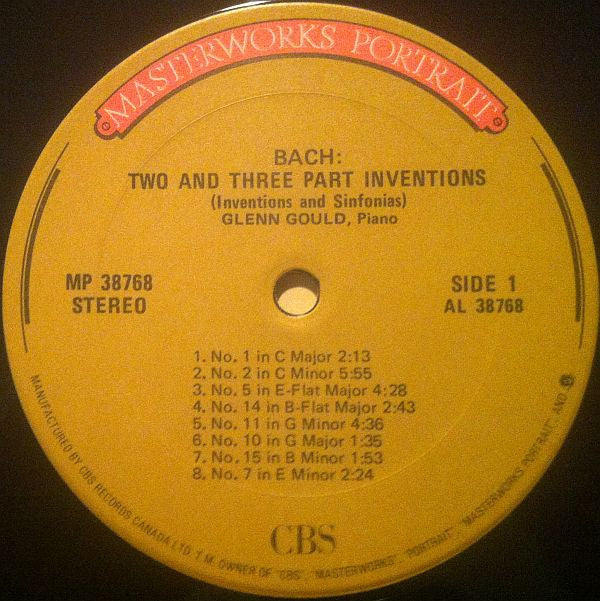 MASTERWORKS PORTRAIT
BACH:
TWO AND THREE PART INVENTIONS
(Inventions and Sinfonias)
GLENN GOULD, Piano
MP 38768
STEREO
SIDE 1
AL 38768
1. No. 1 in C Major 2:13
2. No. 2 in C Minor 5:55
3. No. 5 in E-Flat Major 4:28
4. No. 14 in B-Flat Major 2:43
5. No. 11 in G Minor 4:36
6. No. 10 in G Major 1:35
7. No. 15 in B Minor 1:53
8. No. 7 in E Minor 2:24
CBS
MANUFACTURED BY CBS RECORDS CANADA LTD. T.M. OWNER OF "CBS", "MASTERWORKS" "PORTRAIT" "MASTERWORKS PORTRAIT" AND